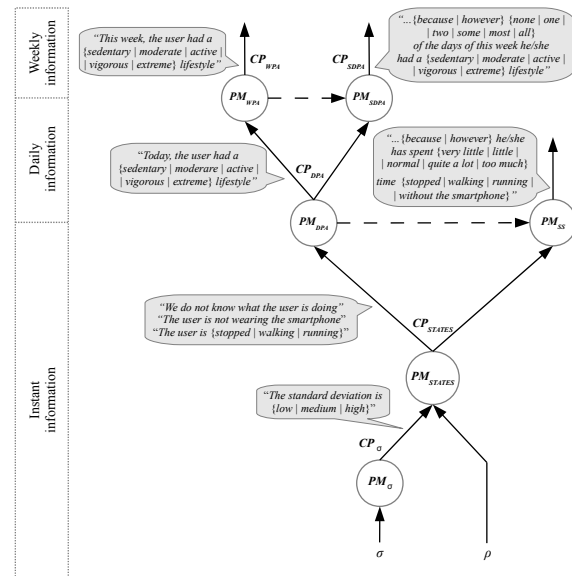 Weekly
information
"This week, the user had a
{sedentary | moderate | active |
| vigorous | extreme} lifestyle"
CP_WPA
CP_SDPA
"...{because | however} {none | one |
| two | some | most | all}
of the days of this week he/she
had a {sedentary | moderate | active |
| vigorous | extreme} lifestyle"
PM_WPA
PM_SDPA
Daily
information
"Today, the user had a
{sedentary | moderare | active |
| vigorous | extreme} lifestyle"
CP_DPA
"...{because | however} he/she
has spent {very little | little |
| normal | quite a lot | too much}
time {stopped | walking | running |
| without the smartphone}"
PM_DPA
PM_SS
Instant
information
"We do not know what the user is doing"
"The user is not wearing the smartphone"
"The user is {stopped | walking | running}"
CP_STATES
PM_STATES
"The standard deviation is
{low | medium | high}"
CP_σ
PM_σ
σ
ρ